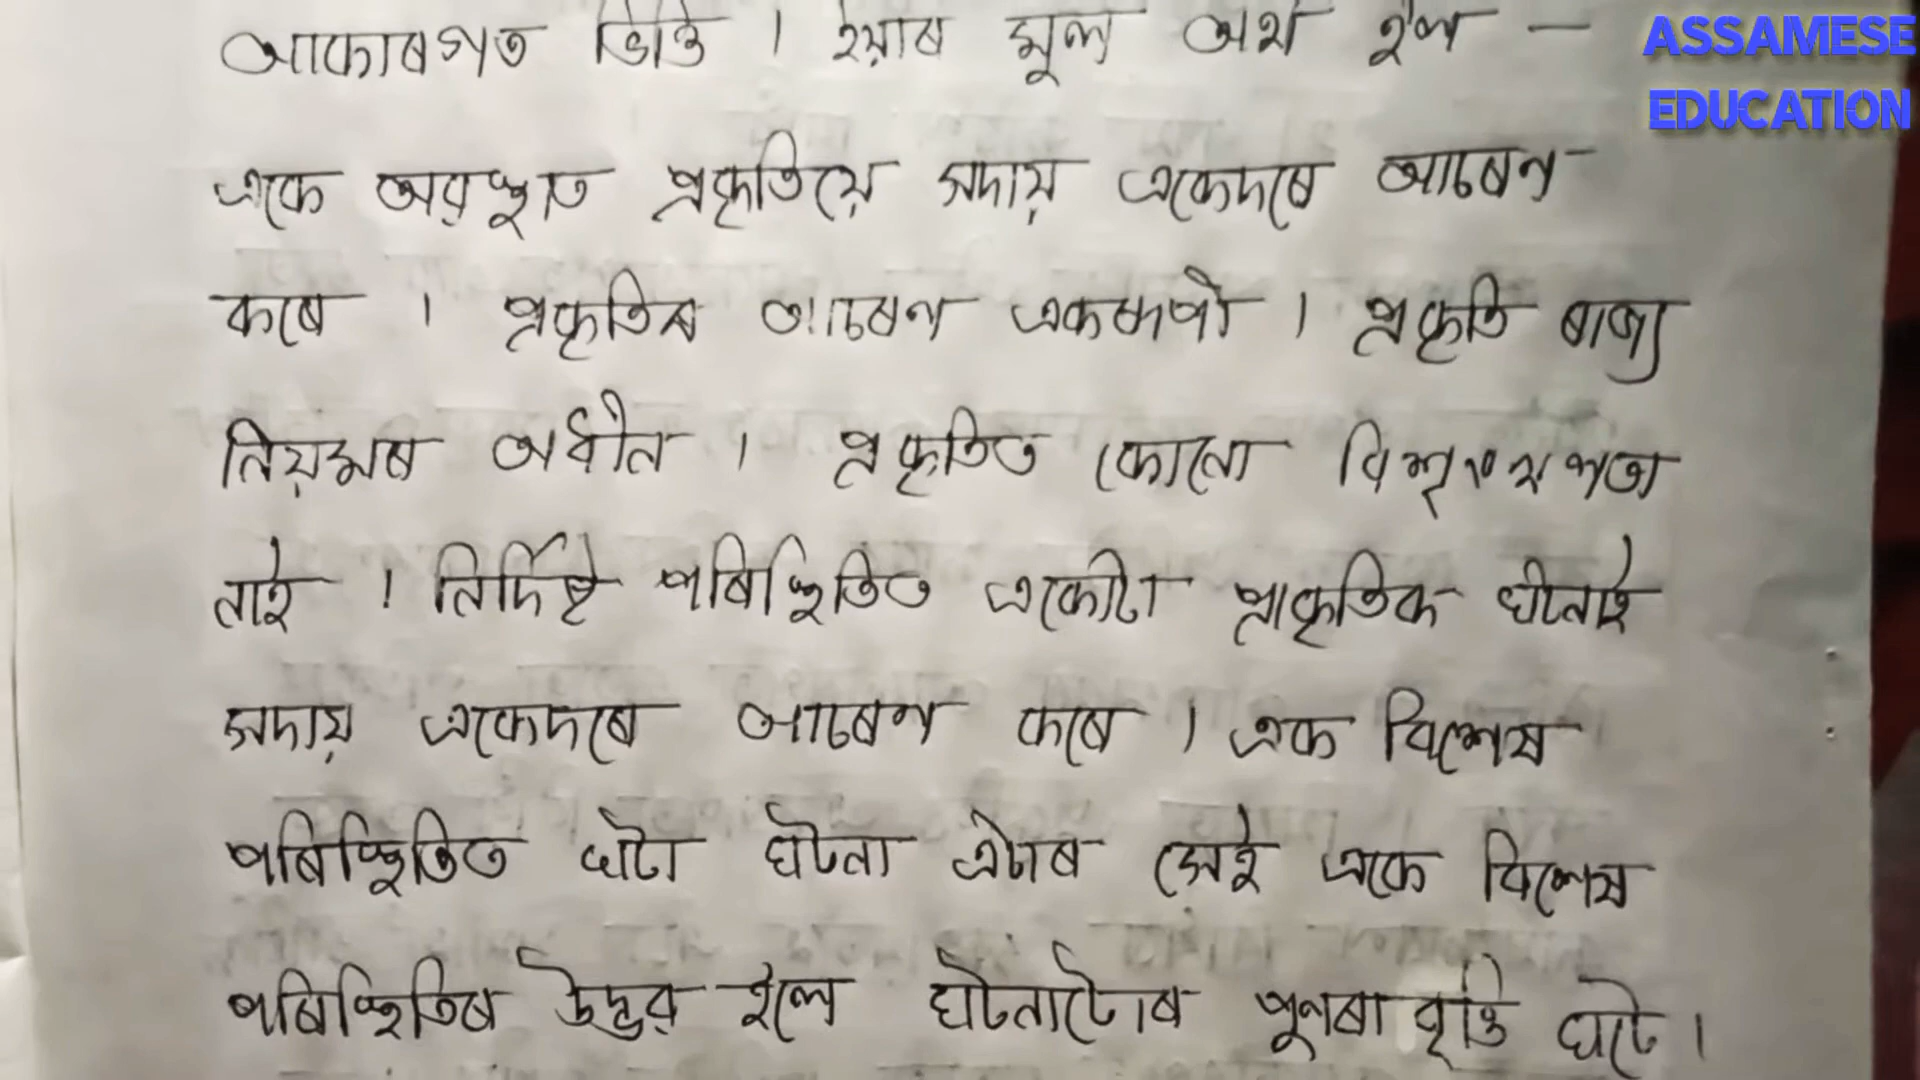 আকাৰগত ভিত্তি । ইয়াৰ মূল অৰ্থ হ'ল —
ASSAMESE
EDUCATION
একে অৱস্থাত প্ৰকৃতিয়ে সদায় একেদৰে আচৰণ
কৰে । প্ৰকৃতিৰ আচৰণ একৰূপী । প্ৰকৃতি ৰাজ্য
নিয়মৰ অধীন । প্ৰকৃতিত কোনো বিশৃংখলতা
নাই । নিৰ্দিষ্ট পৰিস্থিতিত একোটা প্ৰাকৃতিক ঘটনাই
সদায় একেদৰে আচৰণ কৰে । এক বিশেষ
পৰিস্থিতিত ঘটা ঘটনা এটাৰ সেই একে বিশেষ
পৰিস্থিতিৰ উদ্ভৱ হ'লে ঘটনাটোৰ পুনৰাবৃত্তি ঘটে ।